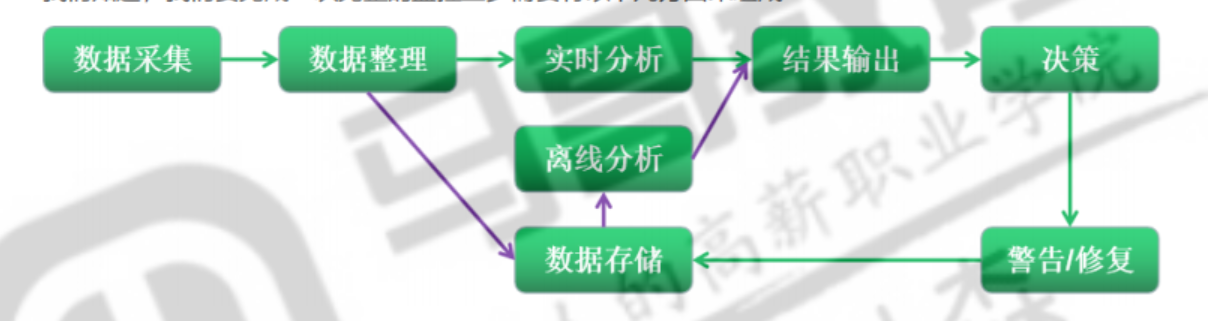 数据采集
数据整理
实时分析
结果输出
决策
离线分析
数据存储
警告/修复
的高薪职业学院